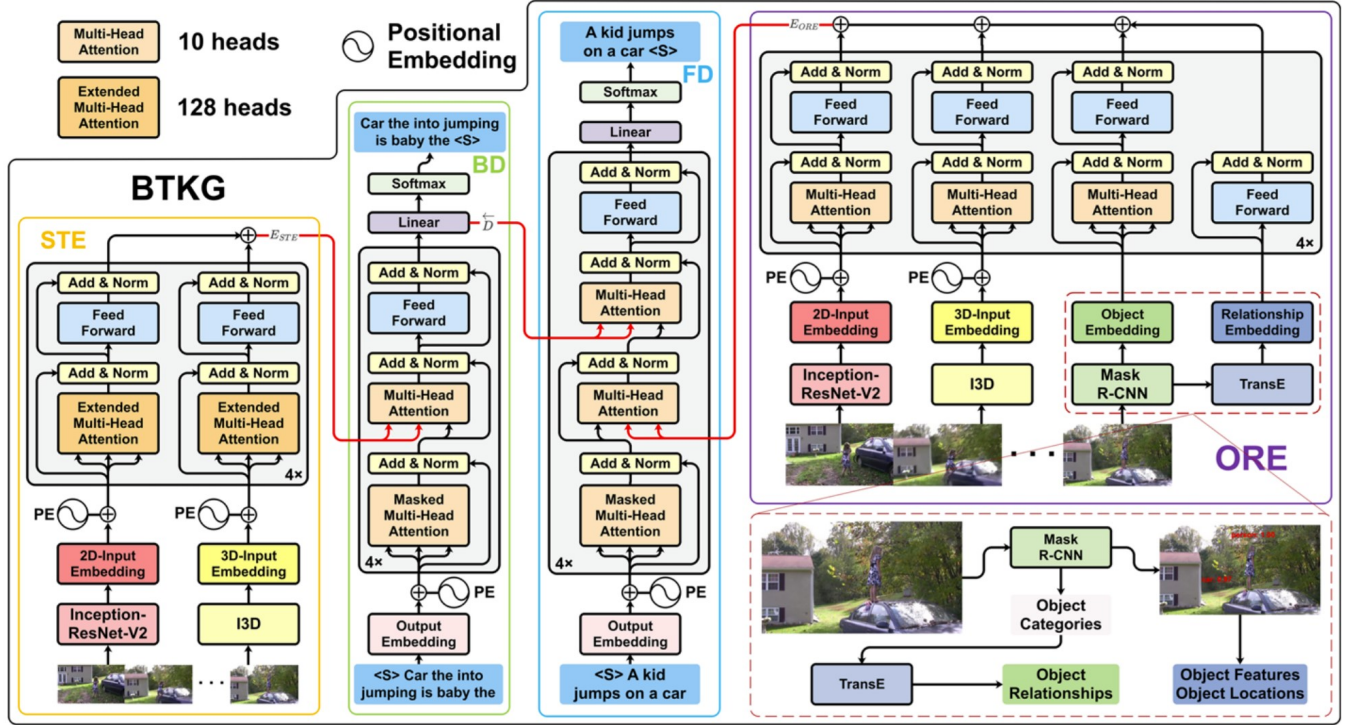 Multi-Head
Attention
10 heads
Extended
Multi-Head
Attention
128 heads
Positional
Embedding
BTKG
STE
E_STE
Add & Norm
Feed
Forward
Add & Norm
Extended
Multi-Head
Attention
Add & Norm
Feed
Forward
Add & Norm
Extended
Multi-Head
Attention
4×
PE
PE
2D-Input
Embedding
3D-Input
Embedding
Inception-
ResNet-V2
I3D
Car the into jumping
is baby the <S>
BD
Softmax
Linear
D
Add & Norm
Feed
Forward
Add & Norm
Multi-Head
Attention
Add & Norm
Masked
Multi-Head
Attention
4×
PE
Output
Embedding
<S> Car the into
jumping is baby the
A kid jumps
on a car <S>
FD
Softmax
Linear
Add & Norm
Feed
Forward
Add & Norm
Multi-Head
Attention
Add & Norm
Multi-Head
Attention
Add & Norm
Masked
Multi-Head
Attention
4×
PE
Output
Embedding
<S> A kid
jumps on a car
E_ORE
Add & Norm
Feed
Forward
Add & Norm
Multi-Head
Attention
Add & Norm
Feed
Forward
Add & Norm
Multi-Head
Attention
Add & Norm
Feed
Forward
Add & Norm
Multi-Head
Attention
Add & Norm
Feed
Forward
4×
PE
PE
2D-Input
Embedding
3D-Input
Embedding
Object
Embedding
Relationship
Embedding
Inception-
ResNet-V2
I3D
Mask
R-CNN
TransE
ORE
Mask
R-CNN
Object
Categories
TransE
Object
Relationships
Object Features
Object Locations